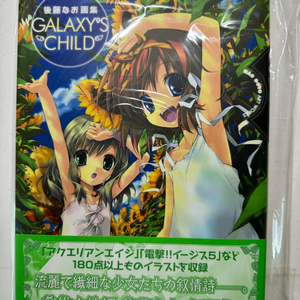 後藤なお画集
GALAXY'S
CHILD
「アクエリアンエイジ」「電撃!!イージス5」など
180点以上ものイラストを収録
流麗で繊細な少女たちの叙情詩